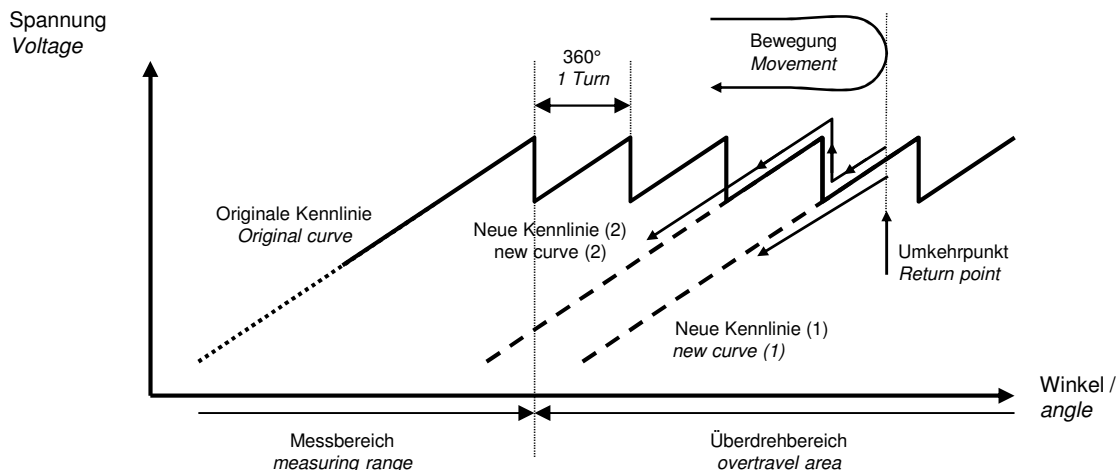 Spannung
Voltage
360°
1 Turn
Bewegung
Movement
Originale Kennlinie
Original curve
Neue Kennlinie (2)
new curve (2)
Umkehrpunkt
Return point
Neue Kennlinie (1)
new curve (1)
Winkel /
angle
Messbereich
measuring range
Überdrehbereich
overtravel area